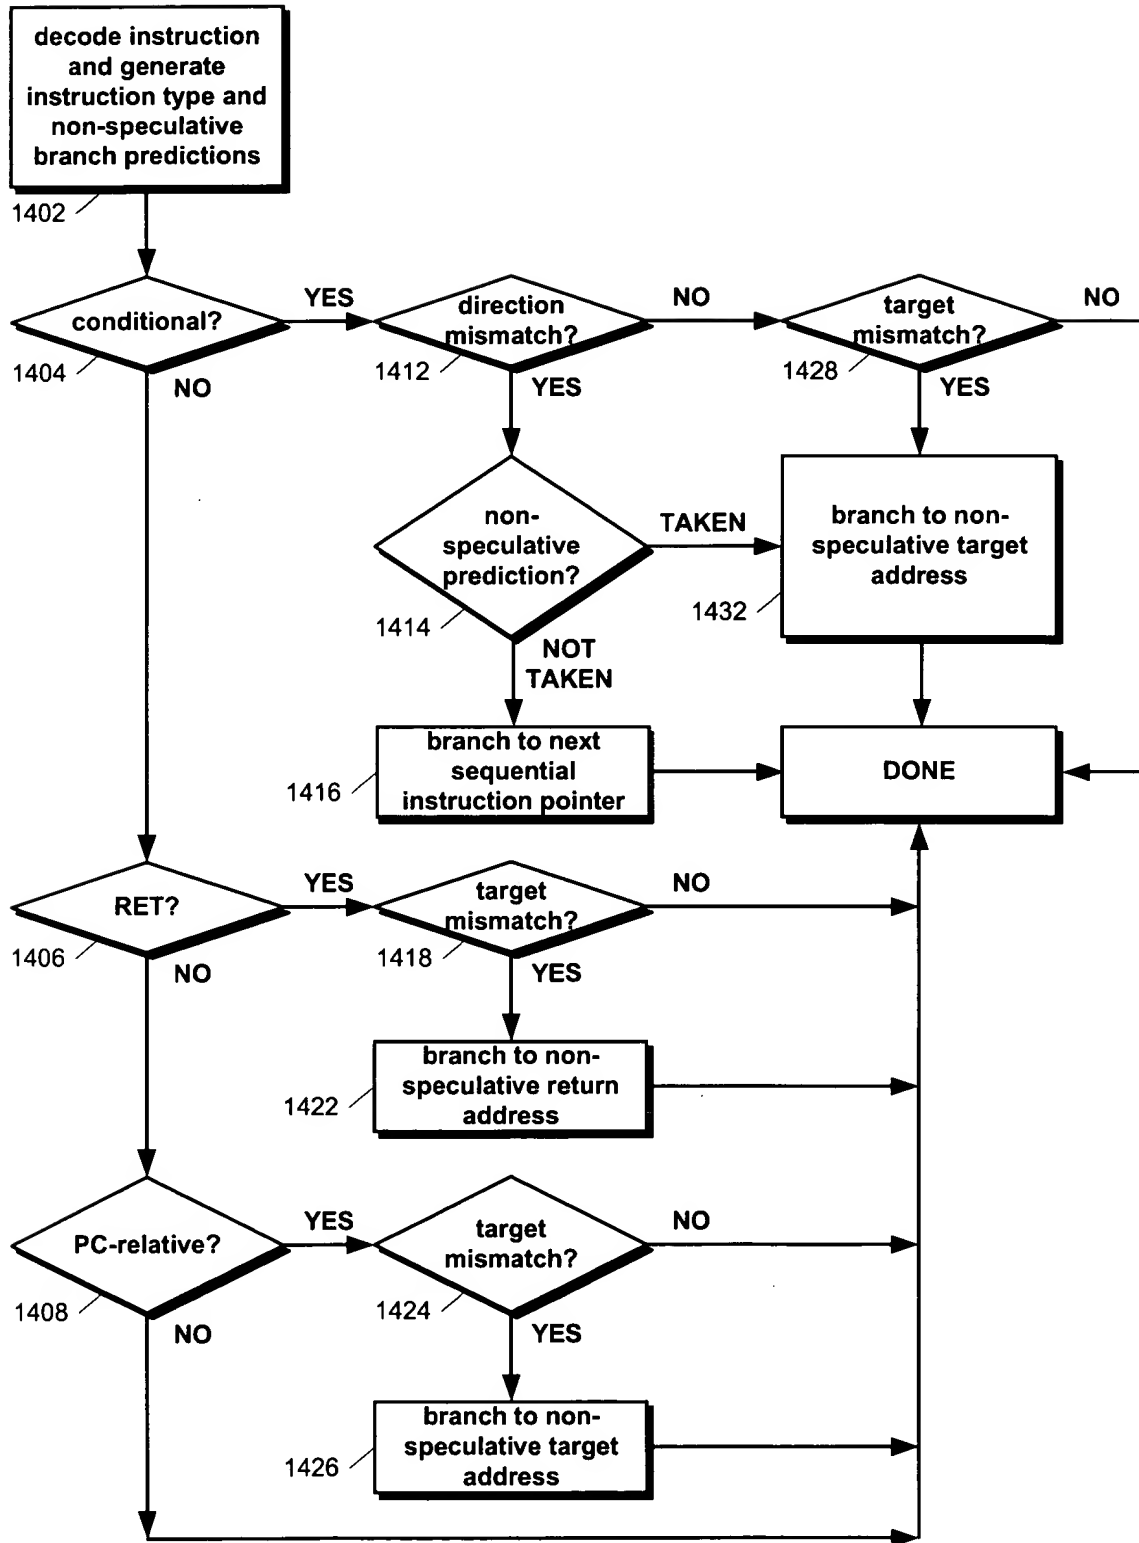 decode instruction
and generate
instruction type and
non-speculative
branch predictions
1402
conditional?
1404
YES
NO
direction
mismatch?
1412
NO
YES
target
mismatch?
1428
NO
YES
non-
speculative
prediction?
1414
TAKEN
NOT
TAKEN
branch to non-
speculative target
address
1432
branch to next
sequential
instruction pointer
1416
DONE
RET?
1406
YES
NO
target
mismatch?
1418
NO
YES
branch to non-
speculative return
address
1422
PC-relative?
1408
YES
NO
target
mismatch?
1424
NO
YES
branch to non-
speculative target
address
1426